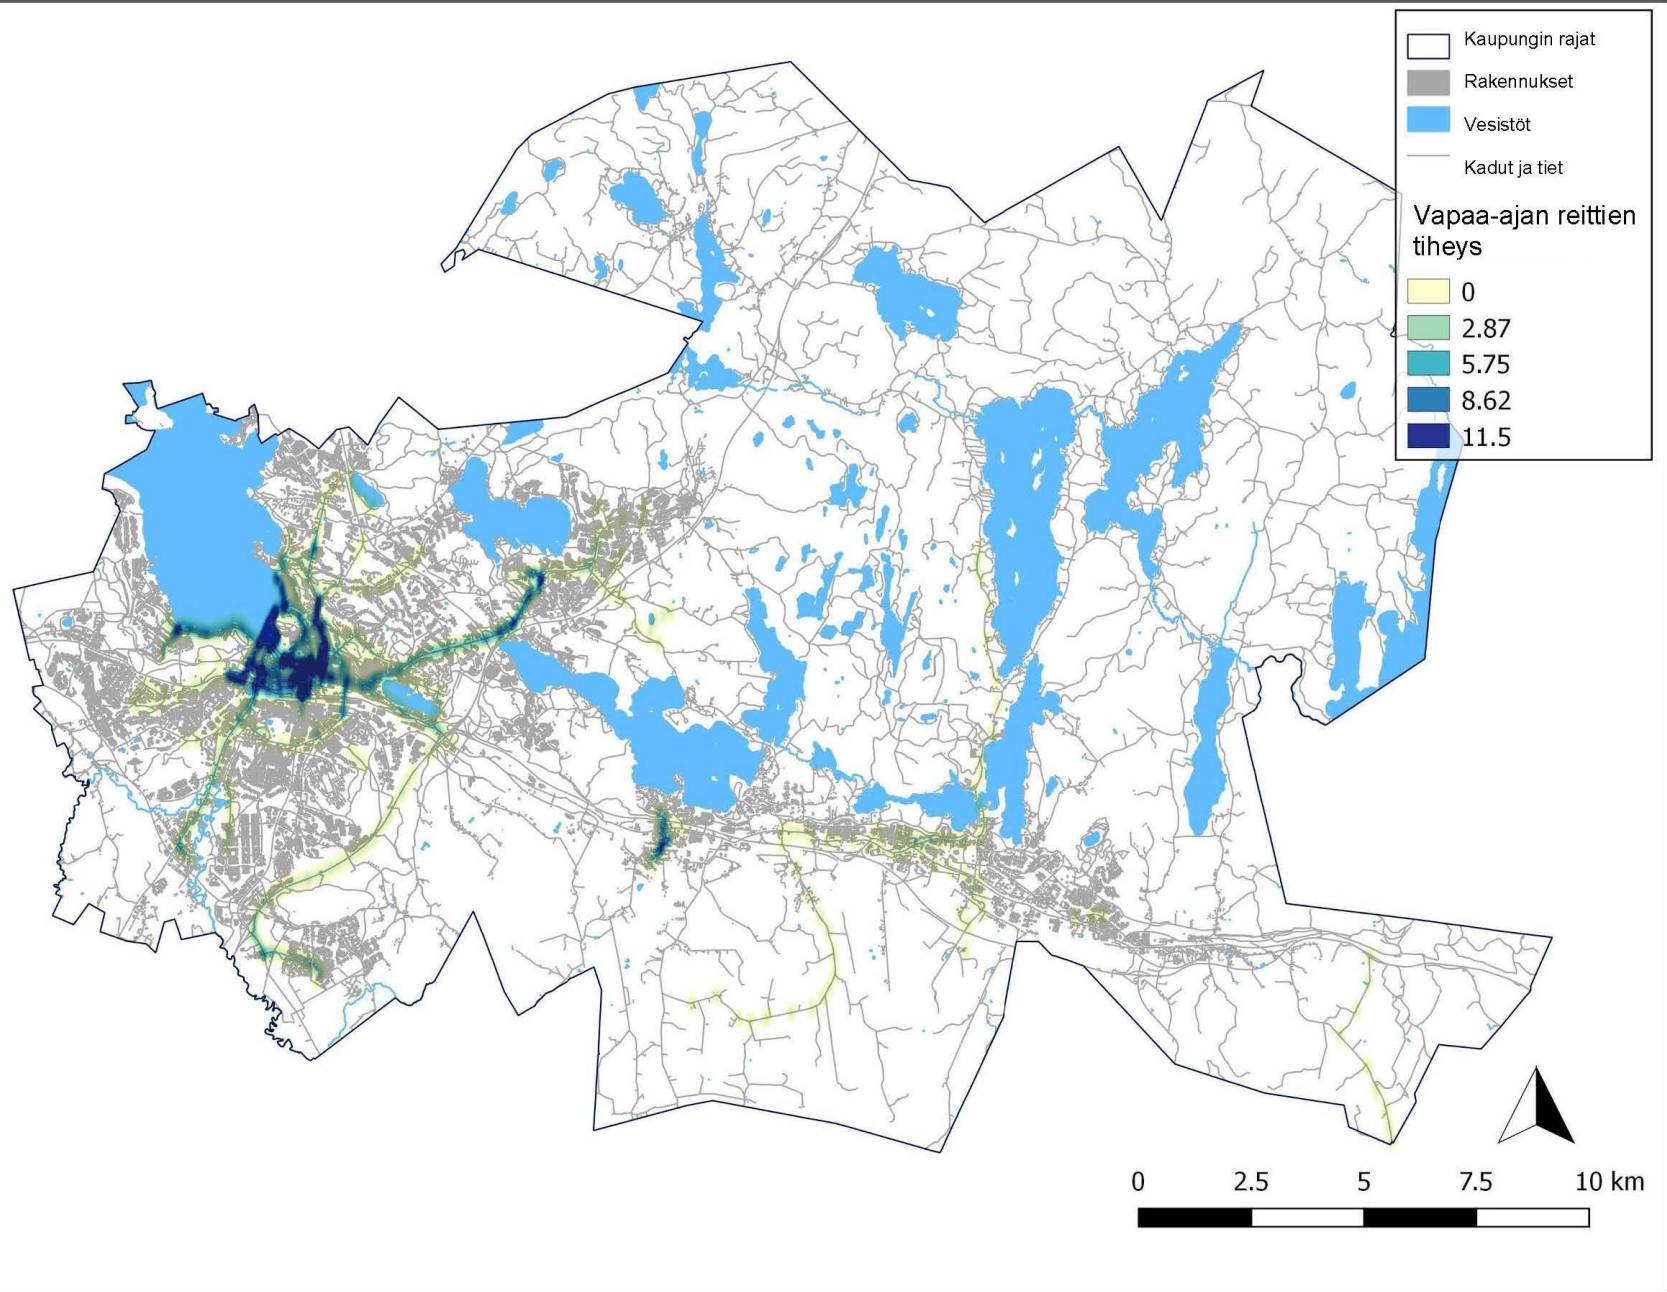 Kaupungin rajat
Rakennukset
Vesistöt
Kadut ja tiet
Vapaa-ajan reittien
tiheys
0
2.87
5.75
8.62
11.5
0 2.5 5 7.5 10 km